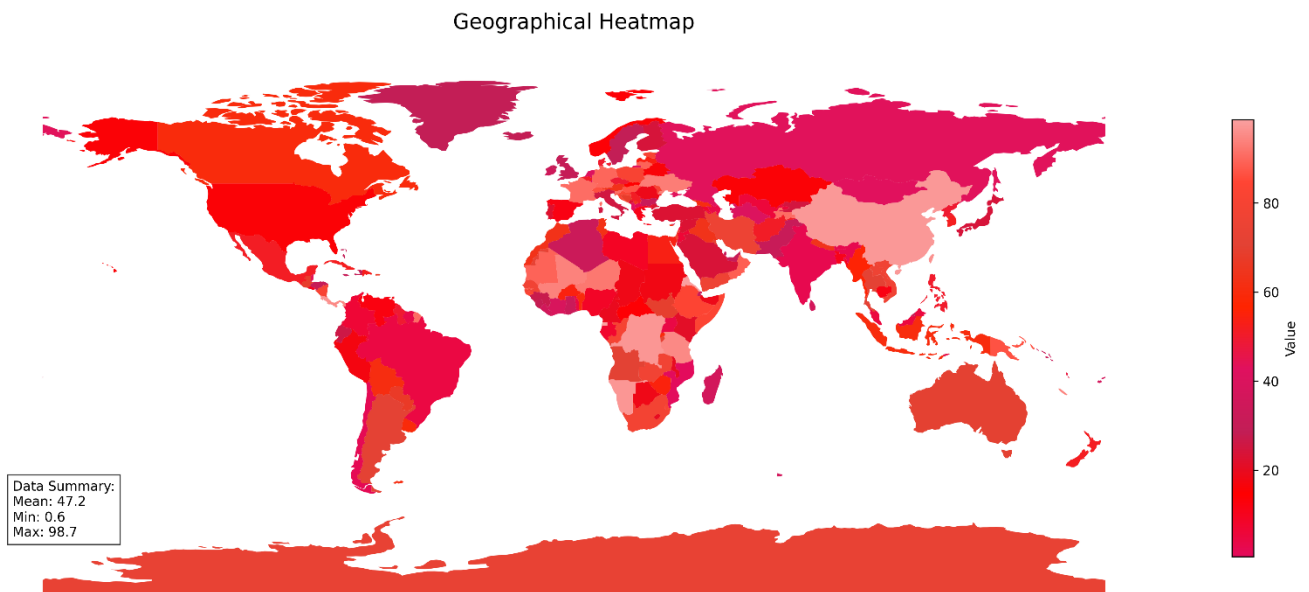 Geographical Heatmap
80
60
40
20
Value
Data Summary:
Mean: 47.2
Min: 0.6
Max: 98.7